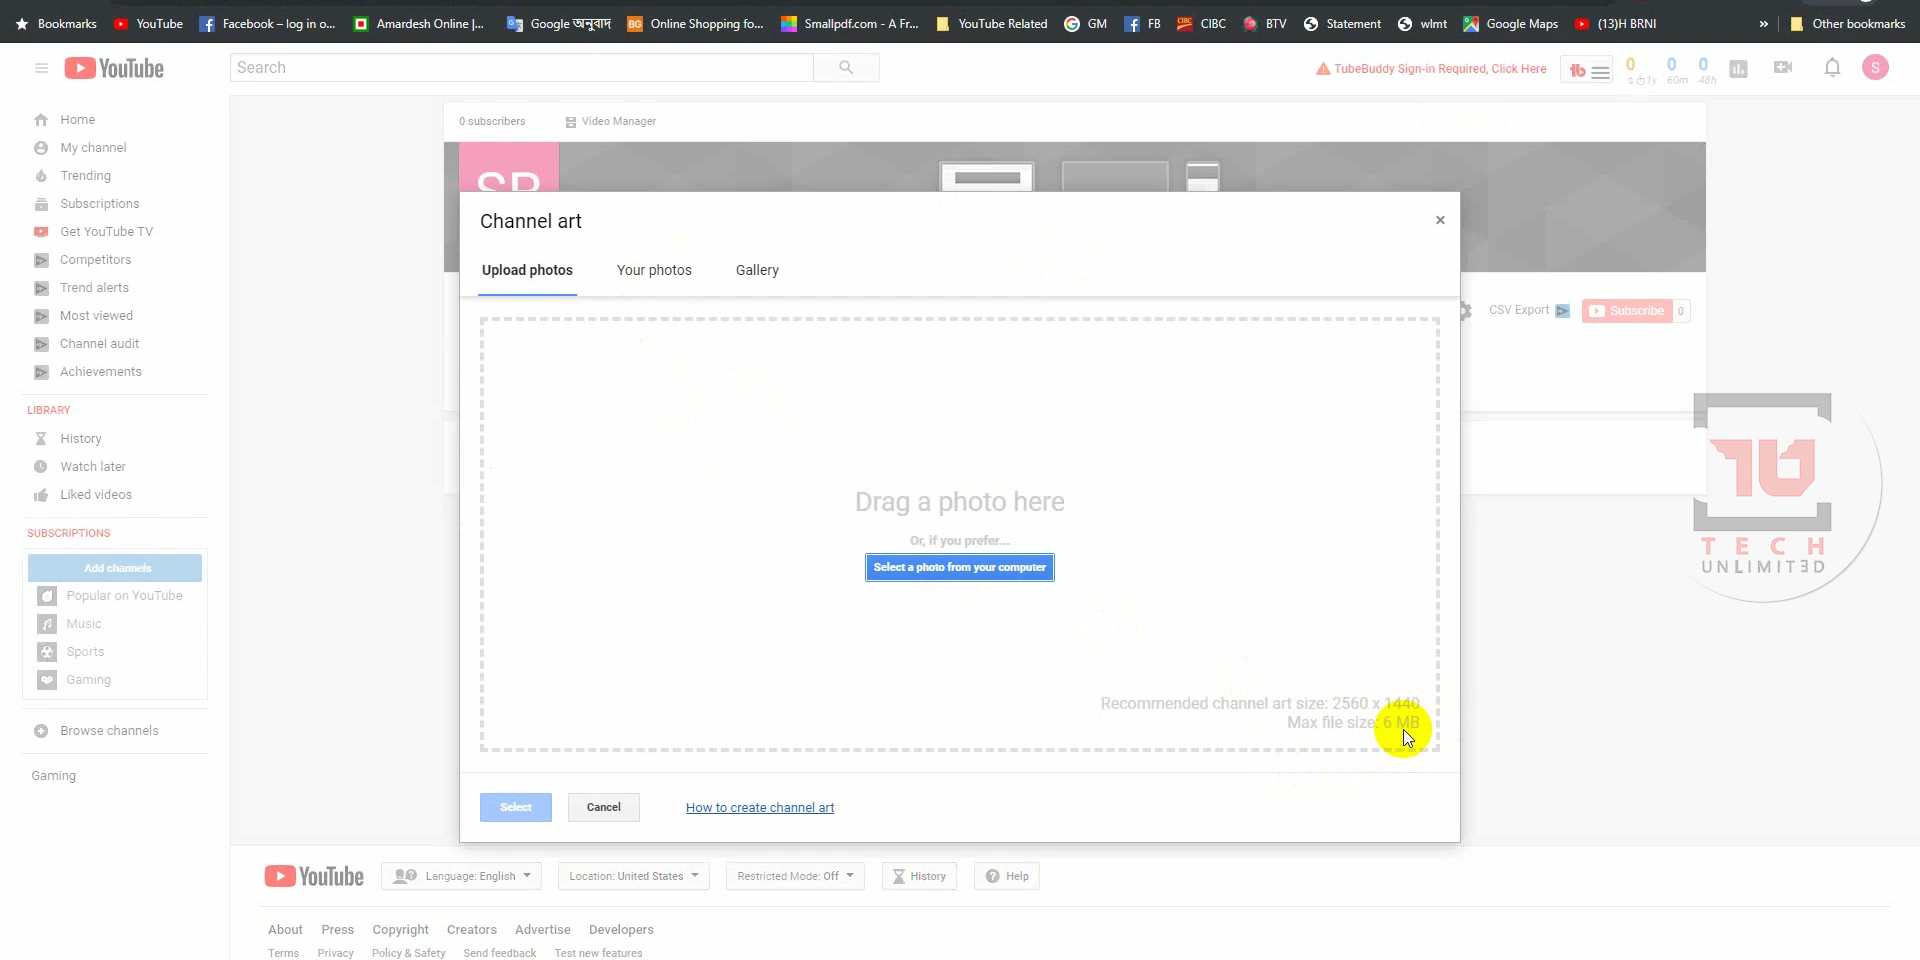 Bookmarks YouTube Facebook – log in o... Amardesh Online |... Google অনুবাদ Online Shopping fo... Smallpdf.com - A Fr... YouTube Related GM FB CIBC BTV Statement wlmt Google Maps (13)H BRNI » Other bookmarks
YouTube Search TubeBuddy Sign-in Required, Click Here 0 0 0 S
1y 60m 48h
Home
My channel
Trending
Subscriptions
Get YouTube TV
Competitors
Trend alerts
Most viewed
Channel audit
Achievements
LIBRARY
History
Watch later
Liked videos
SUBSCRIPTIONS
Add channels
Popular on YouTube
Music
Sports
Gaming
Browse channels
Gaming
0 subscribers Video Manager
Channel art ×
Upload photos Your photos Gallery
CSV Export Subscribe 0
Drag a photo here
Or, if you prefer...
Select a photo from your computer
Recommended channel art size: 2560 x 1440
Max file size: 6 MB
Select Cancel How to create channel art
TECH
UNLIMITED
YouTube Language: English Location: United States Restricted Mode: Off History Help
About Press Copyright Creators Advertise Developers
Terms Privacy Policy & Safety Send feedback Test new features